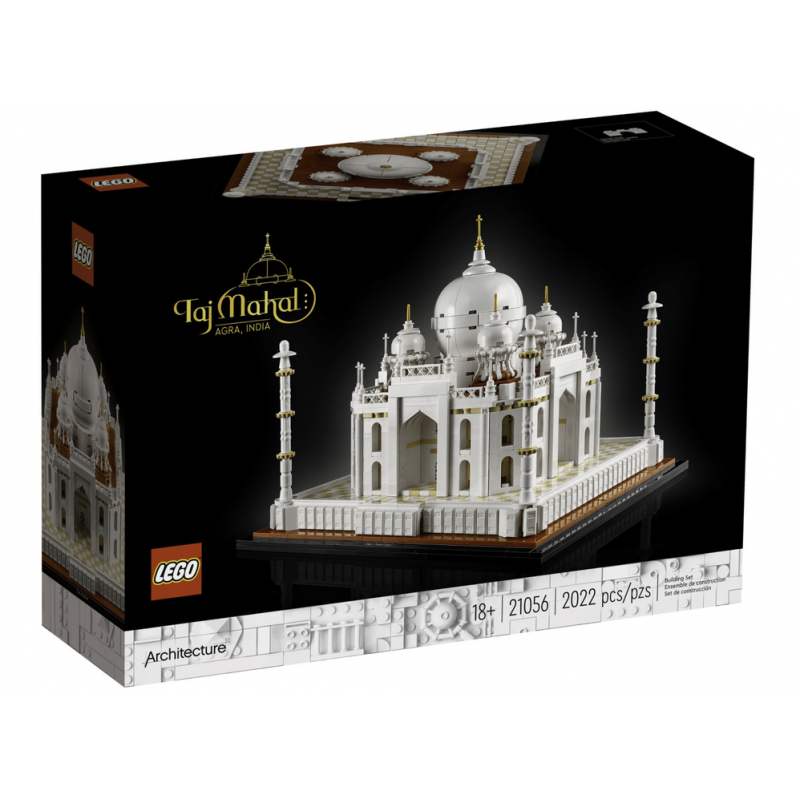 LEGO
LEGO
Taj Mahal
AGRA, INDIA
LEGO
18+ | 21056 | 2022 pcs/pzs
Building Set
Ensemble de construction
Set de construcción
Architecture